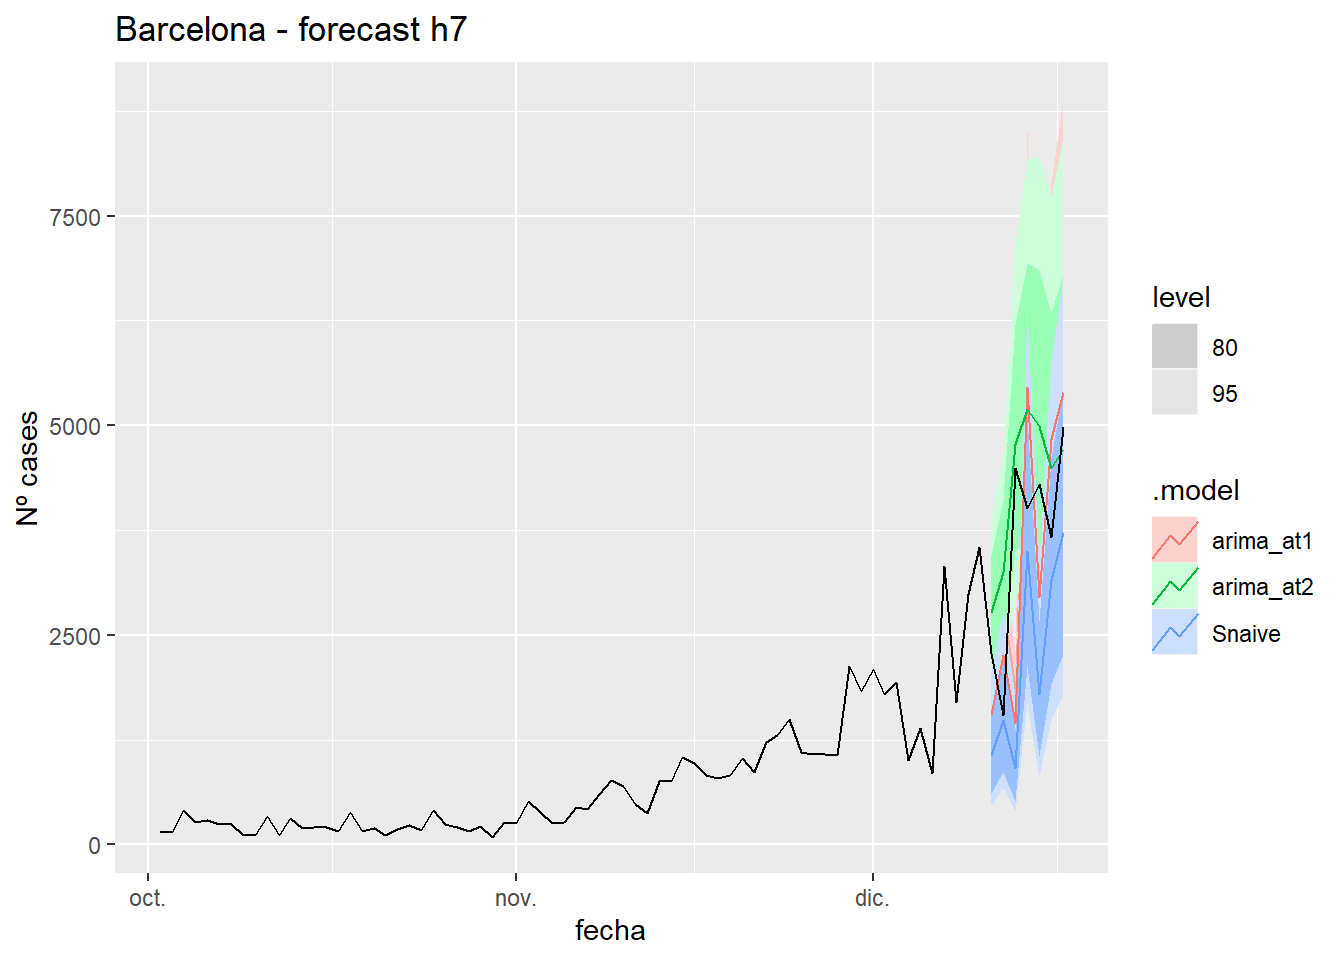 Barcelona - forecast h7
Nº cases
7500
5000
2500
0
oct.
nov.
dic.
fecha
level
80
95
.model
arima_at1
arima_at2
Snaive